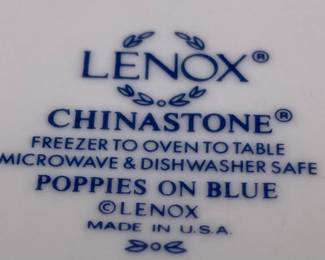 LENOX®
CHINASTONE®
FREEZER TO OVEN TO TABLE
MICROWAVE & DISHWASHER SAFE
POPPIES ON BLUE
©LENOX
MADE IN U.S.A.